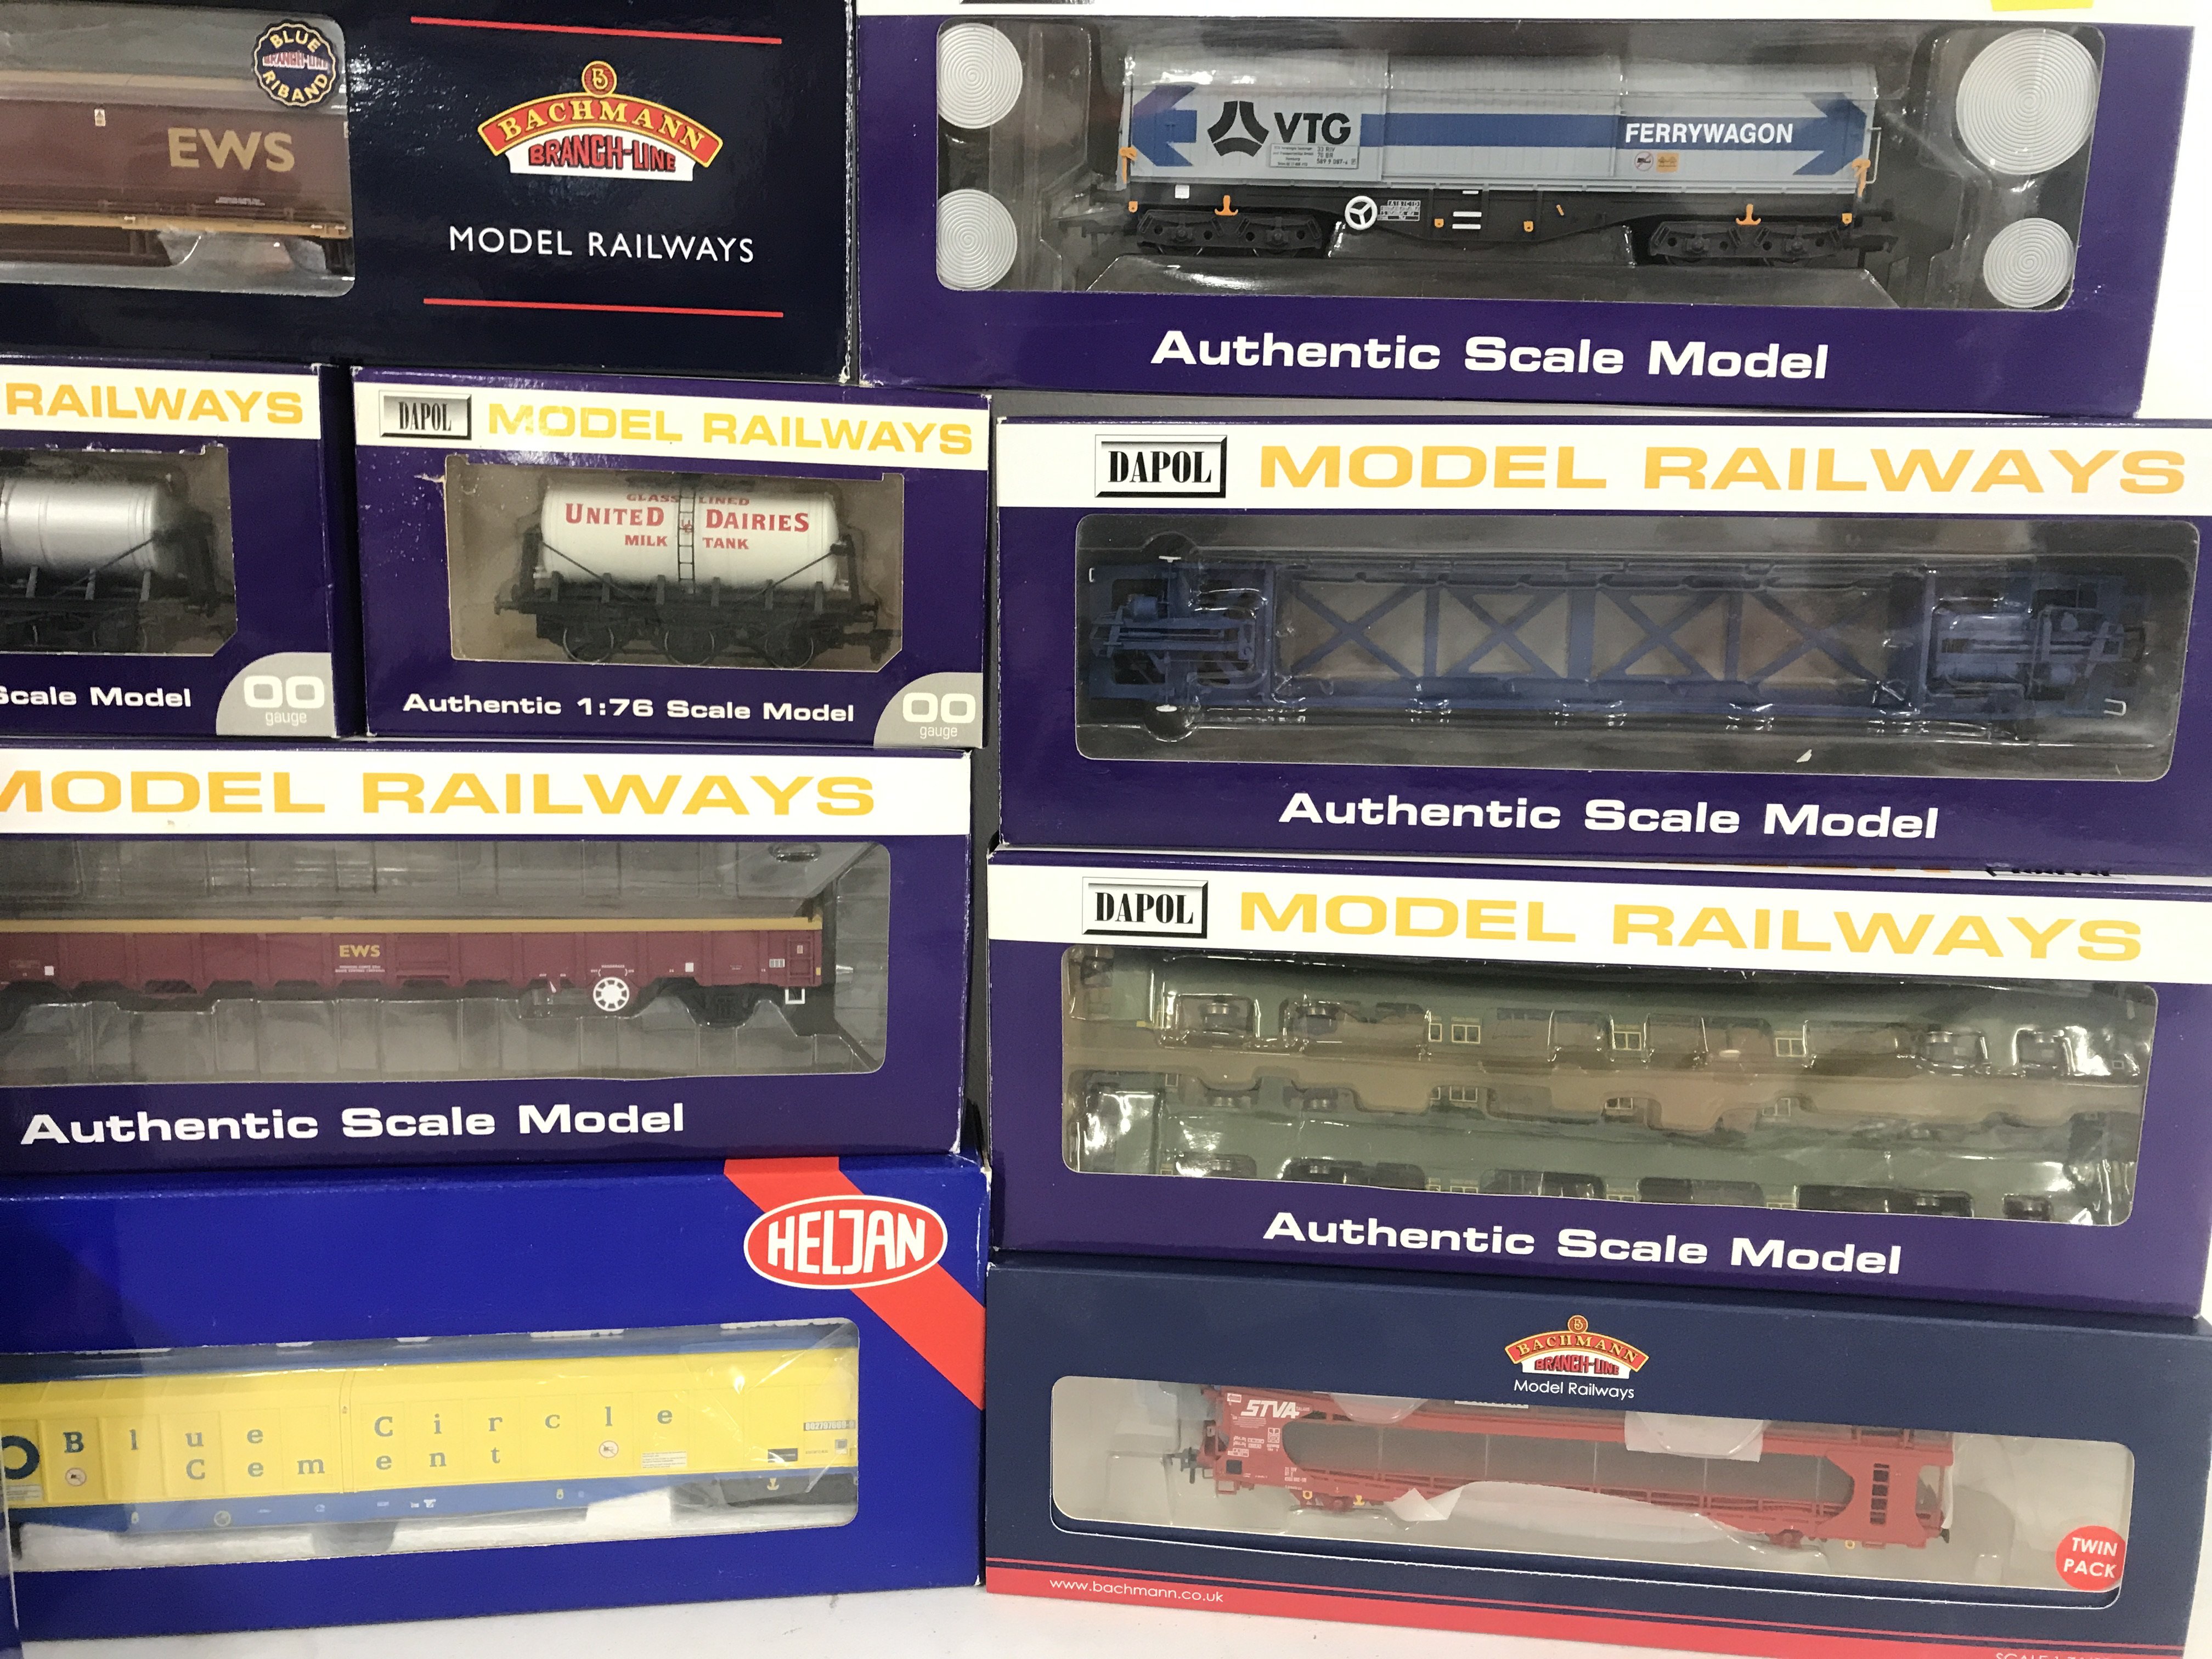 BLUE
BRANCH-LINE
RIBAND
EWS
BACHMANN
BRANCH-LINE
MODEL RAILWAYS
VTG
FERRYWAGON
Authentic Scale Model
RAILWAYS
Scale Model
OO
gauge
DAPOL
MODEL RAILWAYS
GLASS LINED
UNITED DAIRIES
MILK TANK
Authentic 1:76 Scale Model
OO
gauge
DAPOL
MODEL RAILWAYS
Authentic Scale Model
MODEL RAILWAYS
EWS
Authentic Scale Model
DAPOL
MODEL RAILWAYS
Authentic Scale Model
HELJAN
Blue Circle
Cement
BACHMANN
BRANCH-LINE
Model Railways
STVA
TWIN
PACK
www.bachmann.co.uk